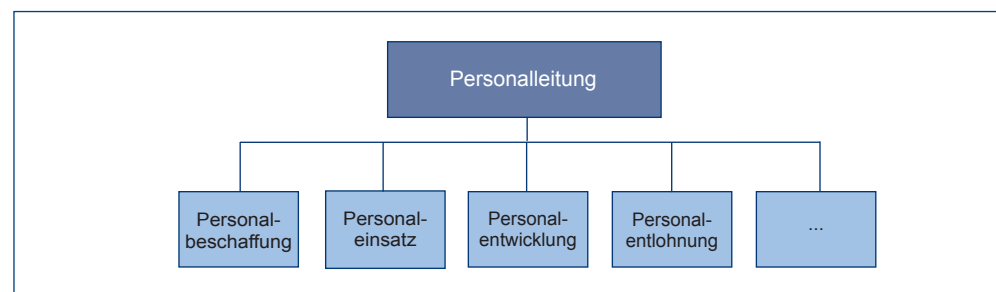 Personalleitung
Personal-
beschaffung
Personal-
einsatz
Personal-
entwicklung
Personal-
entlohnung
...